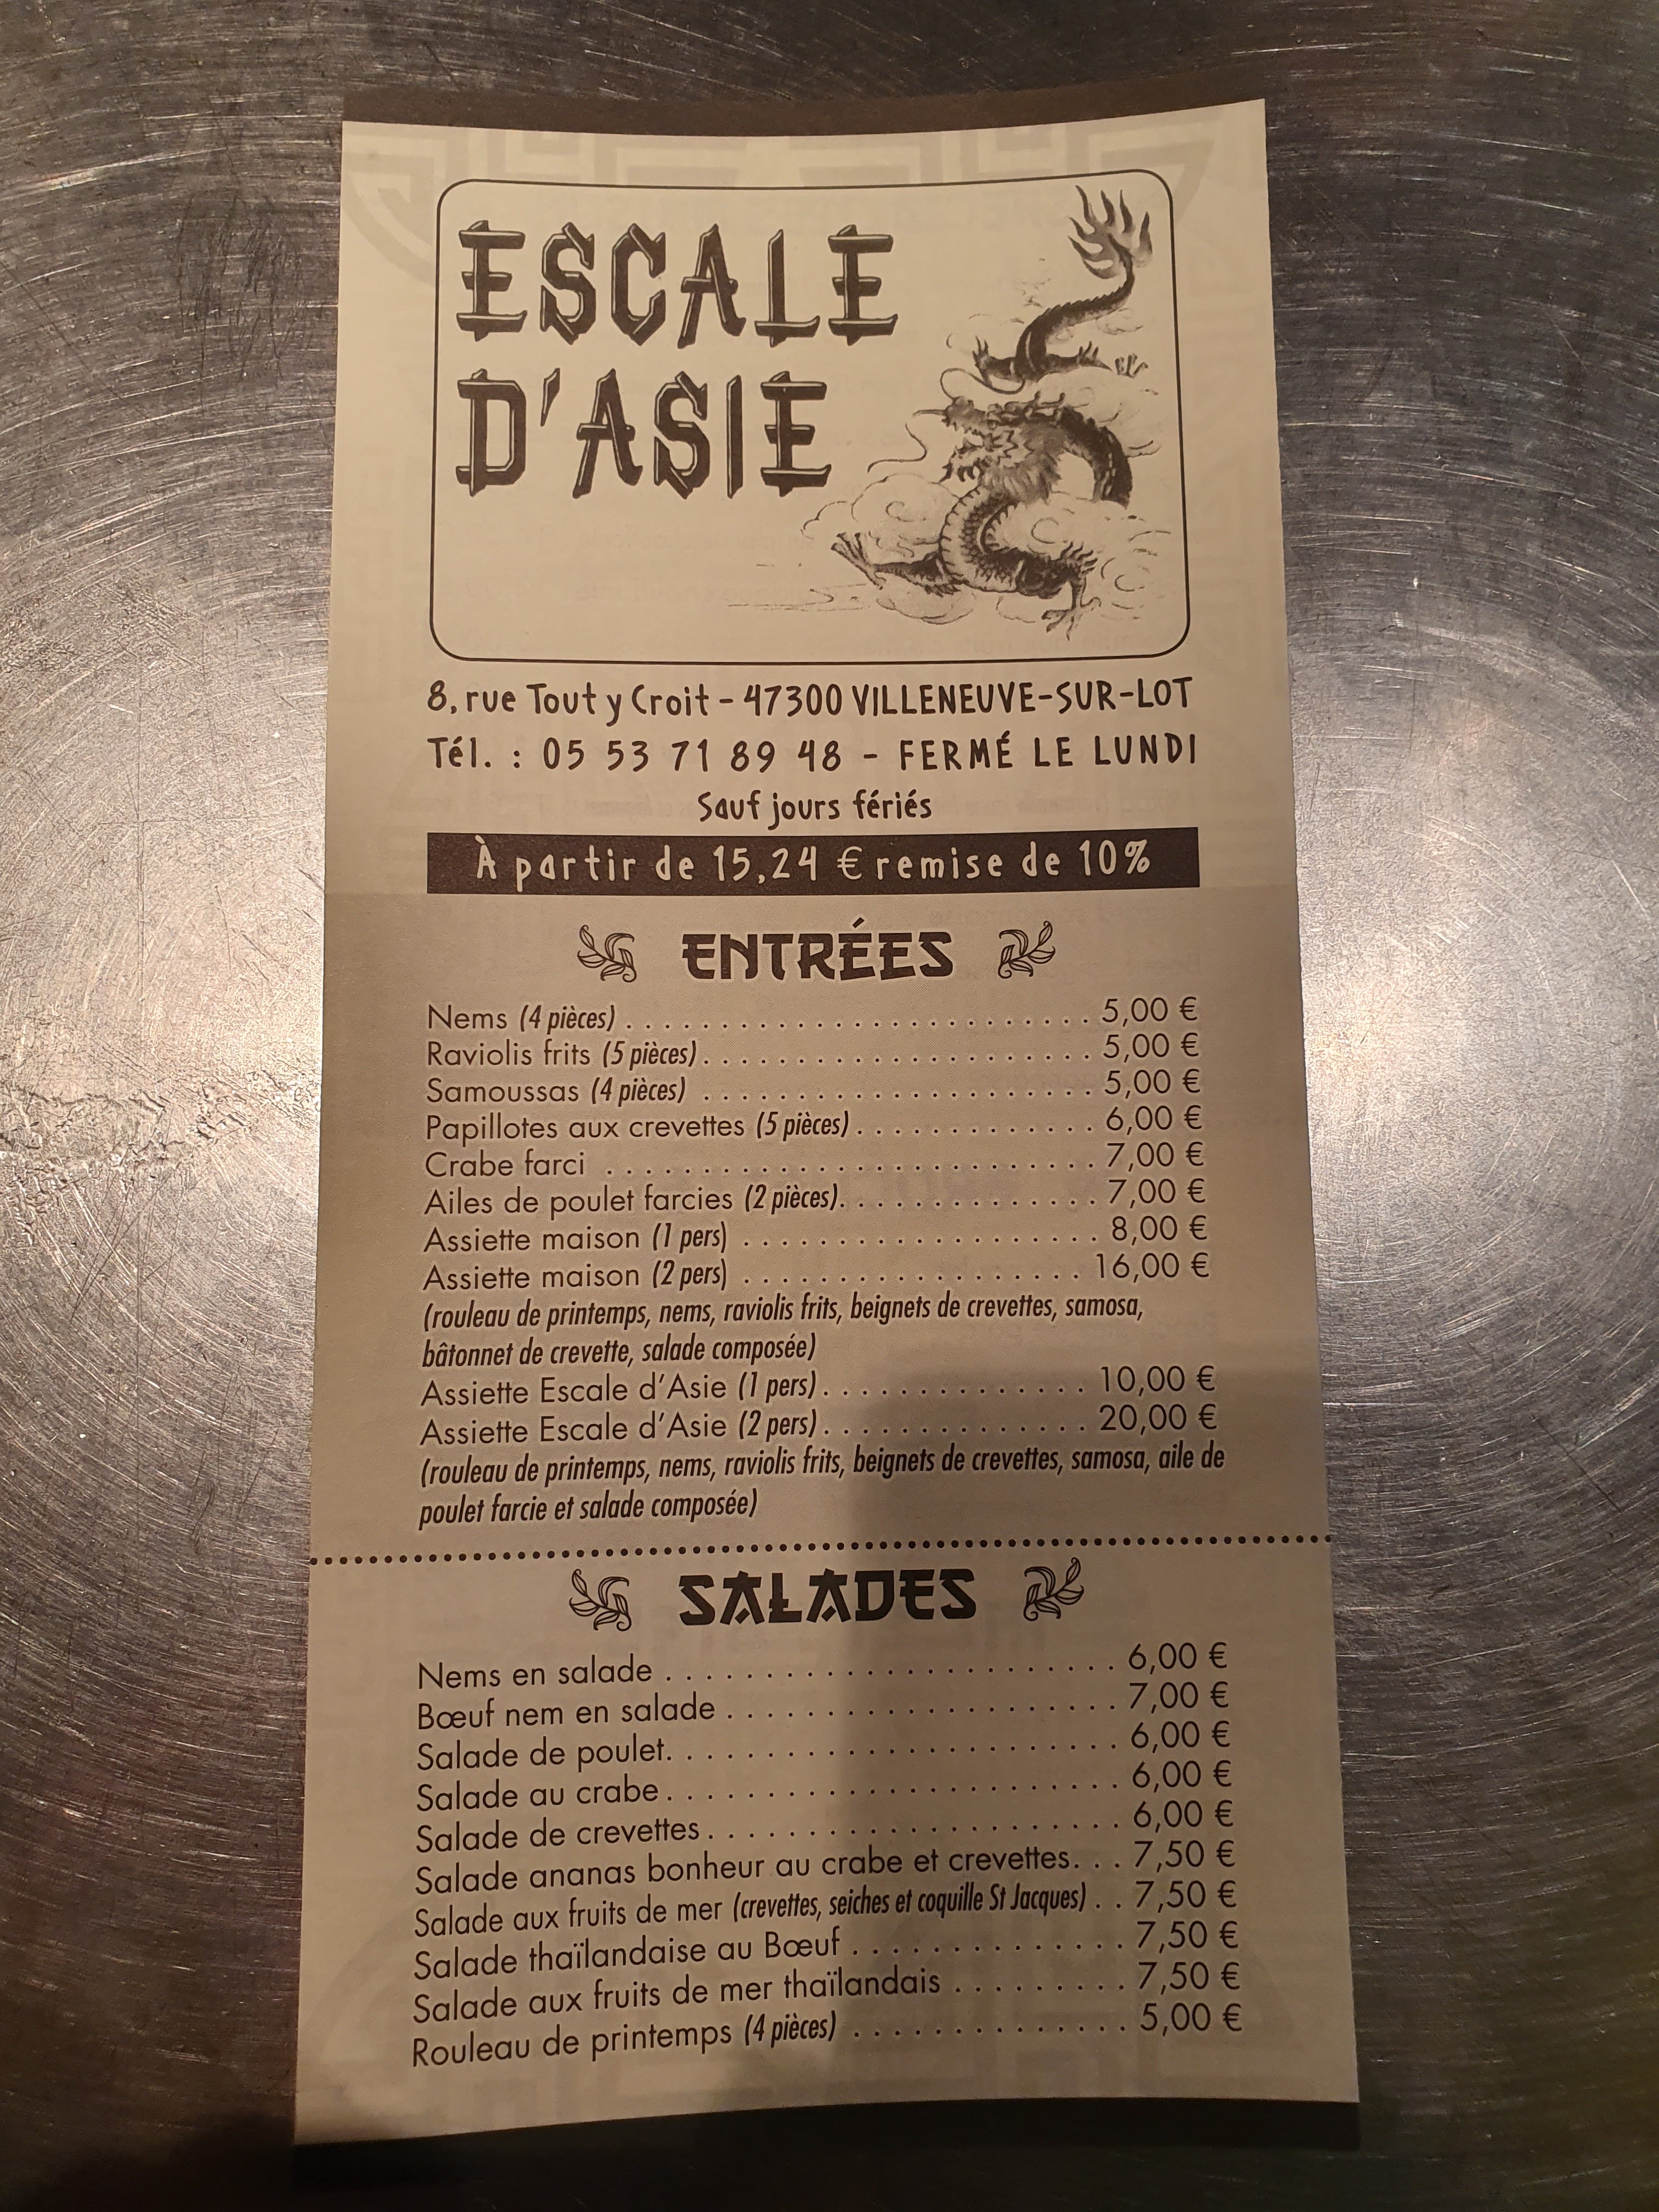 ESCALE
D'ASIE
8, rue Tout y Croit - 47300 VILLENEUVE-SUR-LOT
Tél. : 05 53 71 89 48 - FERMÉ LE LUNDI
Sauf jours fériés
À partir de 15,24 € remise de 10%
ENTRÉES
Nems (4 pièces) . . . . . . . . . . . . . . . . . . . . . . . . . 5,00 €
Raviolis frits (5 pièces). . . . . . . . . . . . . . . . . . . . . 5,00 €
Samoussas (4 pièces) . . . . . . . . . . . . . . . . . . . . . 5,00 €
Papillotes aux crevettes (5 pièces) . . . . . . . . . . . . . 6,00 €
Crabe farci . . . . . . . . . . . . . . . . . . . . . . . . . . 7,00 €
Ailes de poulet farcies (2 pièces). . . . . . . . . . . . . . 7,00 €
Assiette maison (1 pers) . . . . . . . . . . . . . . . . . . . 8,00 €
Assiette maison (2 pers) . . . . . . . . . . . . . . . . . . 16,00 €
(rouleau de printemps, nems, raviolis frits, beignets de crevettes, samosa,
bâtonnet de crevette, salade composée)
Assiette Escale d'Asie (1 pers) . . . . . . . . . . . . . . 10,00 €
Assiette Escale d'Asie (2 pers) . . . . . . . . . . . . . . 20,00 €
(rouleau de printemps, nems, raviolis frits, beignets de crevettes, samosa, aile de
poulet farcie et salade composée)
SALADES
Nems en salade . . . . . . . . . . . . . . . . . . . . . . . 6,00 €
Bœuf nem en salade . . . . . . . . . . . . . . . . . . . . 7,00 €
Salade de poulet. . . . . . . . . . . . . . . . . . . . . . . 6,00 €
Salade au crabe . . . . . . . . . . . . . . . . . . . . . . . 6,00 €
Salade de crevettes . . . . . . . . . . . . . . . . . . . . . 6,00 €
Salade ananas bonheur au crabe et crevettes. . . 7,50 €
Salade aux fruits de mer (crevettes, seiches et coquille St Jacques) . . 7,50 €
Salade thaïlandaise au Bœuf . . . . . . . . . . . . . . 7,50 €
Salade aux fruits de mer thaïlandais . . . . . . . . . 7,50 €
Rouleau de printemps (4 pièces) . . . . . . . . . . . . . . 5,00 €